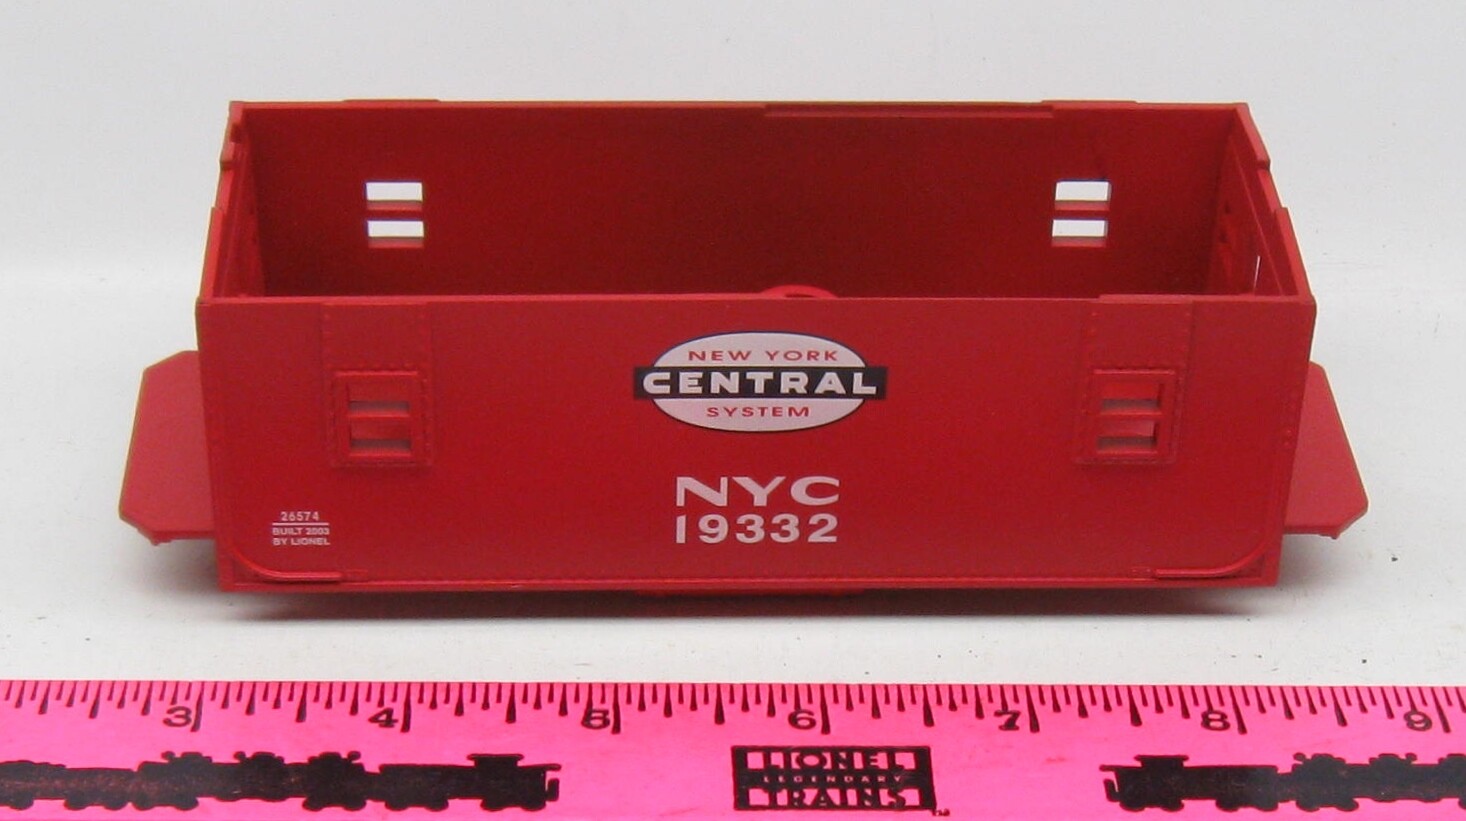 NEW YORK
CENTRAL
SYSTEM
NYC
19332
26574
BUILT 2003
BY LIONEL
3 4 5 6 7 8 9
LIONEL
LEGENDARY
TRAINS